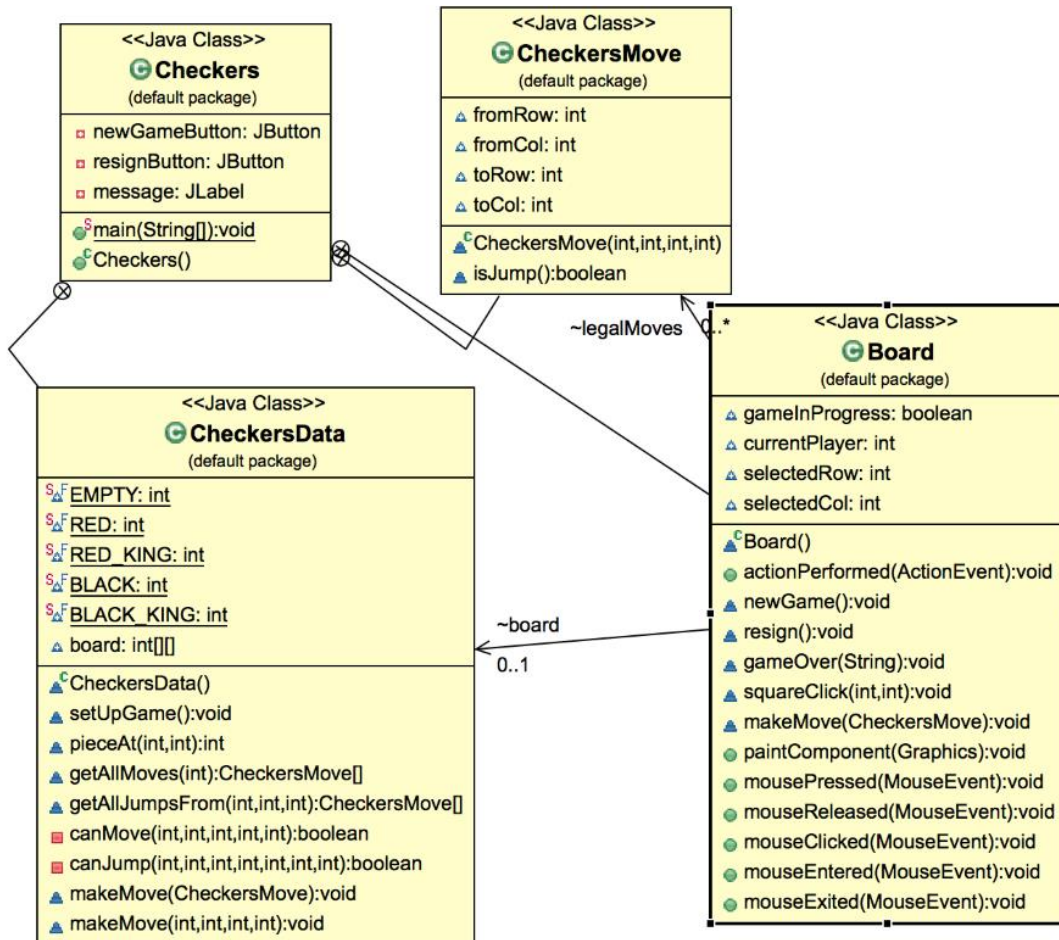 <<Java Class>>
Checkers
(default package)
newGameButton: JButton
resignButton: JButton
message: JLabel
main(String[]):void
Checkers()
<<Java Class>>
CheckersMove
(default package)
fromRow: int
fromCol: int
toRow: int
toCol: int
CheckersMove(int,int,int,int)
isJump():boolean
~legalMoves
0..*
<<Java Class>>
Board
(default package)
gameInProgress: boolean
currentPlayer: int
selectedRow: int
selectedCol: int
Board()
actionPerformed(ActionEvent):void
newGame():void
resign():void
gameOver(String):void
squareClick(int,int):void
makeMove(CheckersMove):void
paintComponent(Graphics):void
mousePressed(MouseEvent):void
mouseReleased(MouseEvent):void
mouseClicked(MouseEvent):void
mouseEntered(MouseEvent):void
mouseExited(MouseEvent):void
~board
0..1
<<Java Class>>
CheckersData
(default package)
EMPTY: int
RED: int
RED_KING: int
BLACK: int
BLACK_KING: int
board: int[][]
CheckersData()
setUpGame():void
pieceAt(int,int):int
getAllMoves(int):CheckersMove[]
getAllJumpsFrom(int,int,int):CheckersMove[]
canMove(int,int,int,int,int):boolean
canJump(int,int,int,int,int,int,int):boolean
makeMove(CheckersMove):void
makeMove(int,int,int,int):void